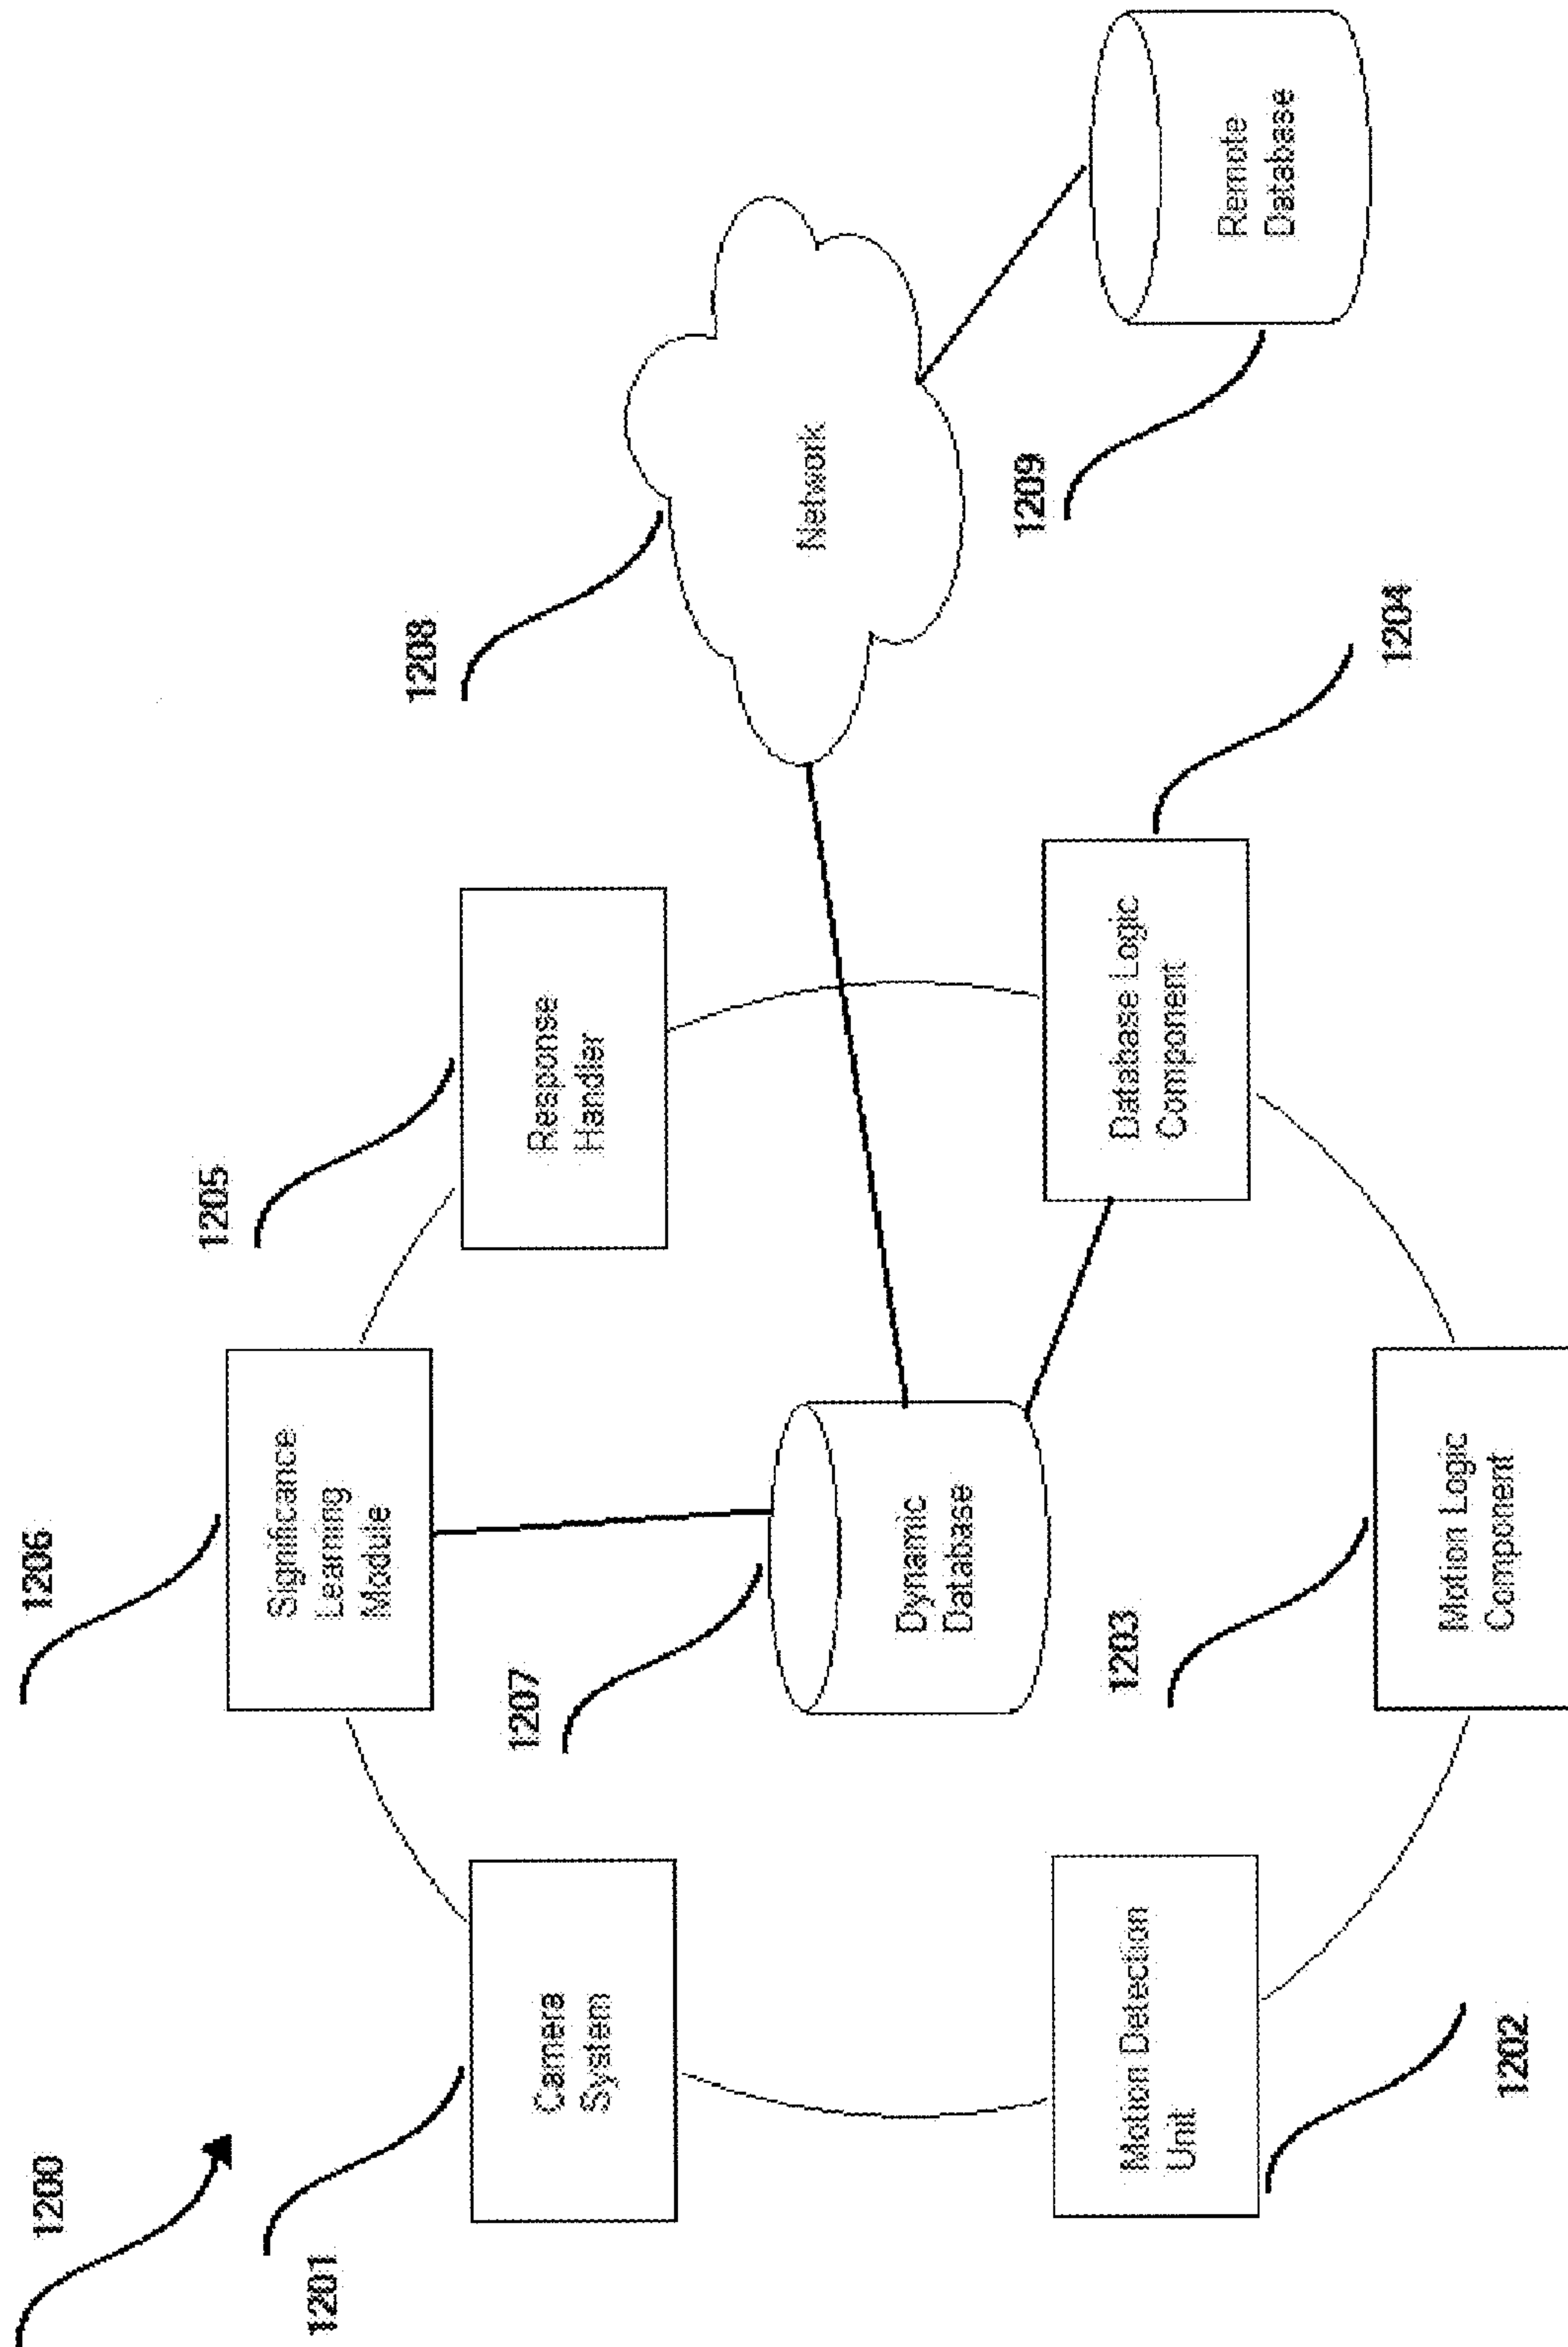 1200
1206
Significance
Learning
Module
1205
Response
Handler
1208
Network
1201
Camera
System
1207
Dynamic
Database
1209
Remote
Database
1202
Motion Detection
Unit
1203
Motion Logic
Component
1204
Database Logic
Component